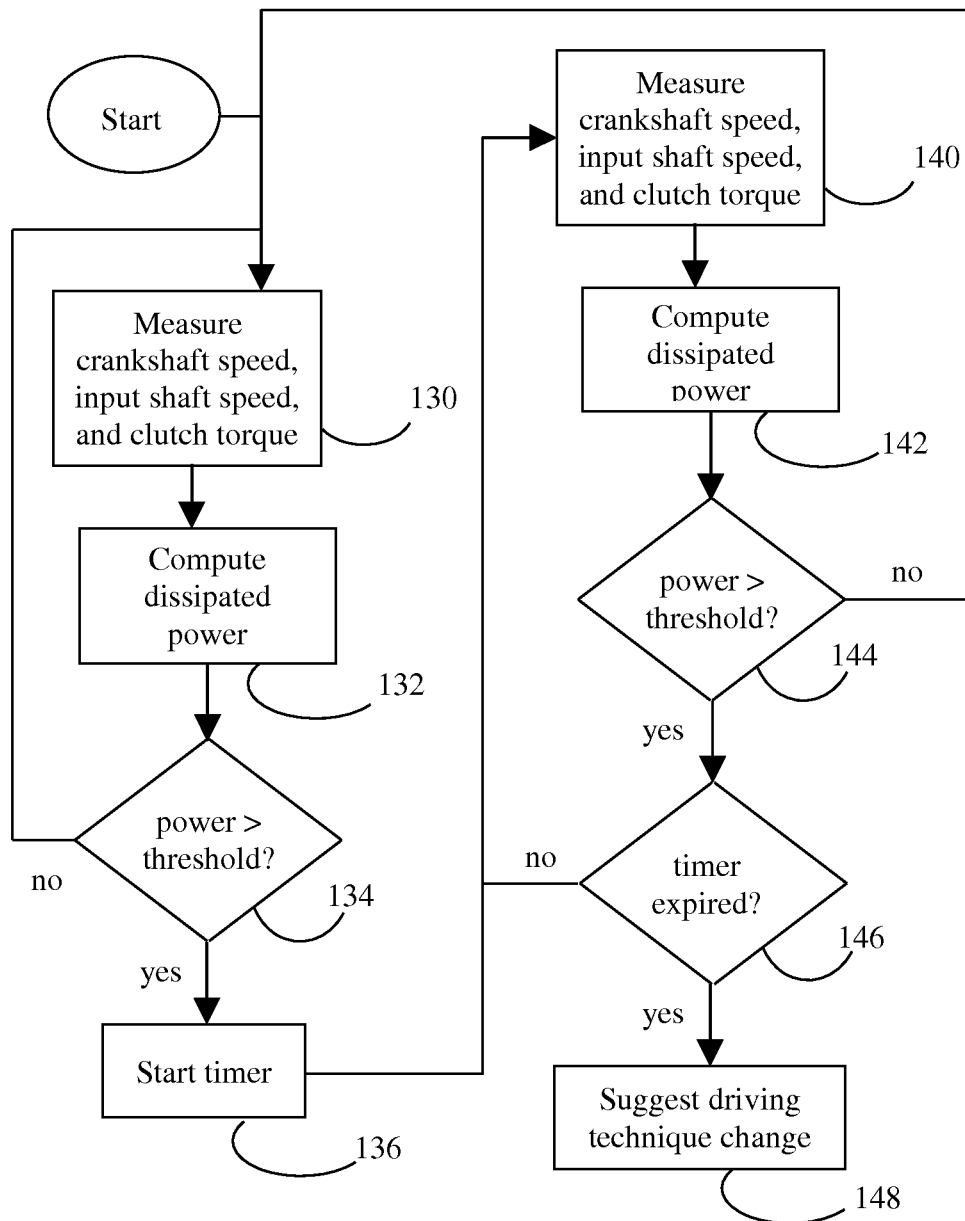 Start
Measure
crankshaft speed,
input shaft speed,
and clutch torque
130
Compute
dissipated
power
132
power >
threshold?
no
134
yes
Start timer
136
Measure
crankshaft speed,
input shaft speed,
and clutch torque
140
Compute
dissipated
power
142
power >
threshold?
no
144
yes
timer
expired?
no
146
yes
Suggest driving
technique change
148